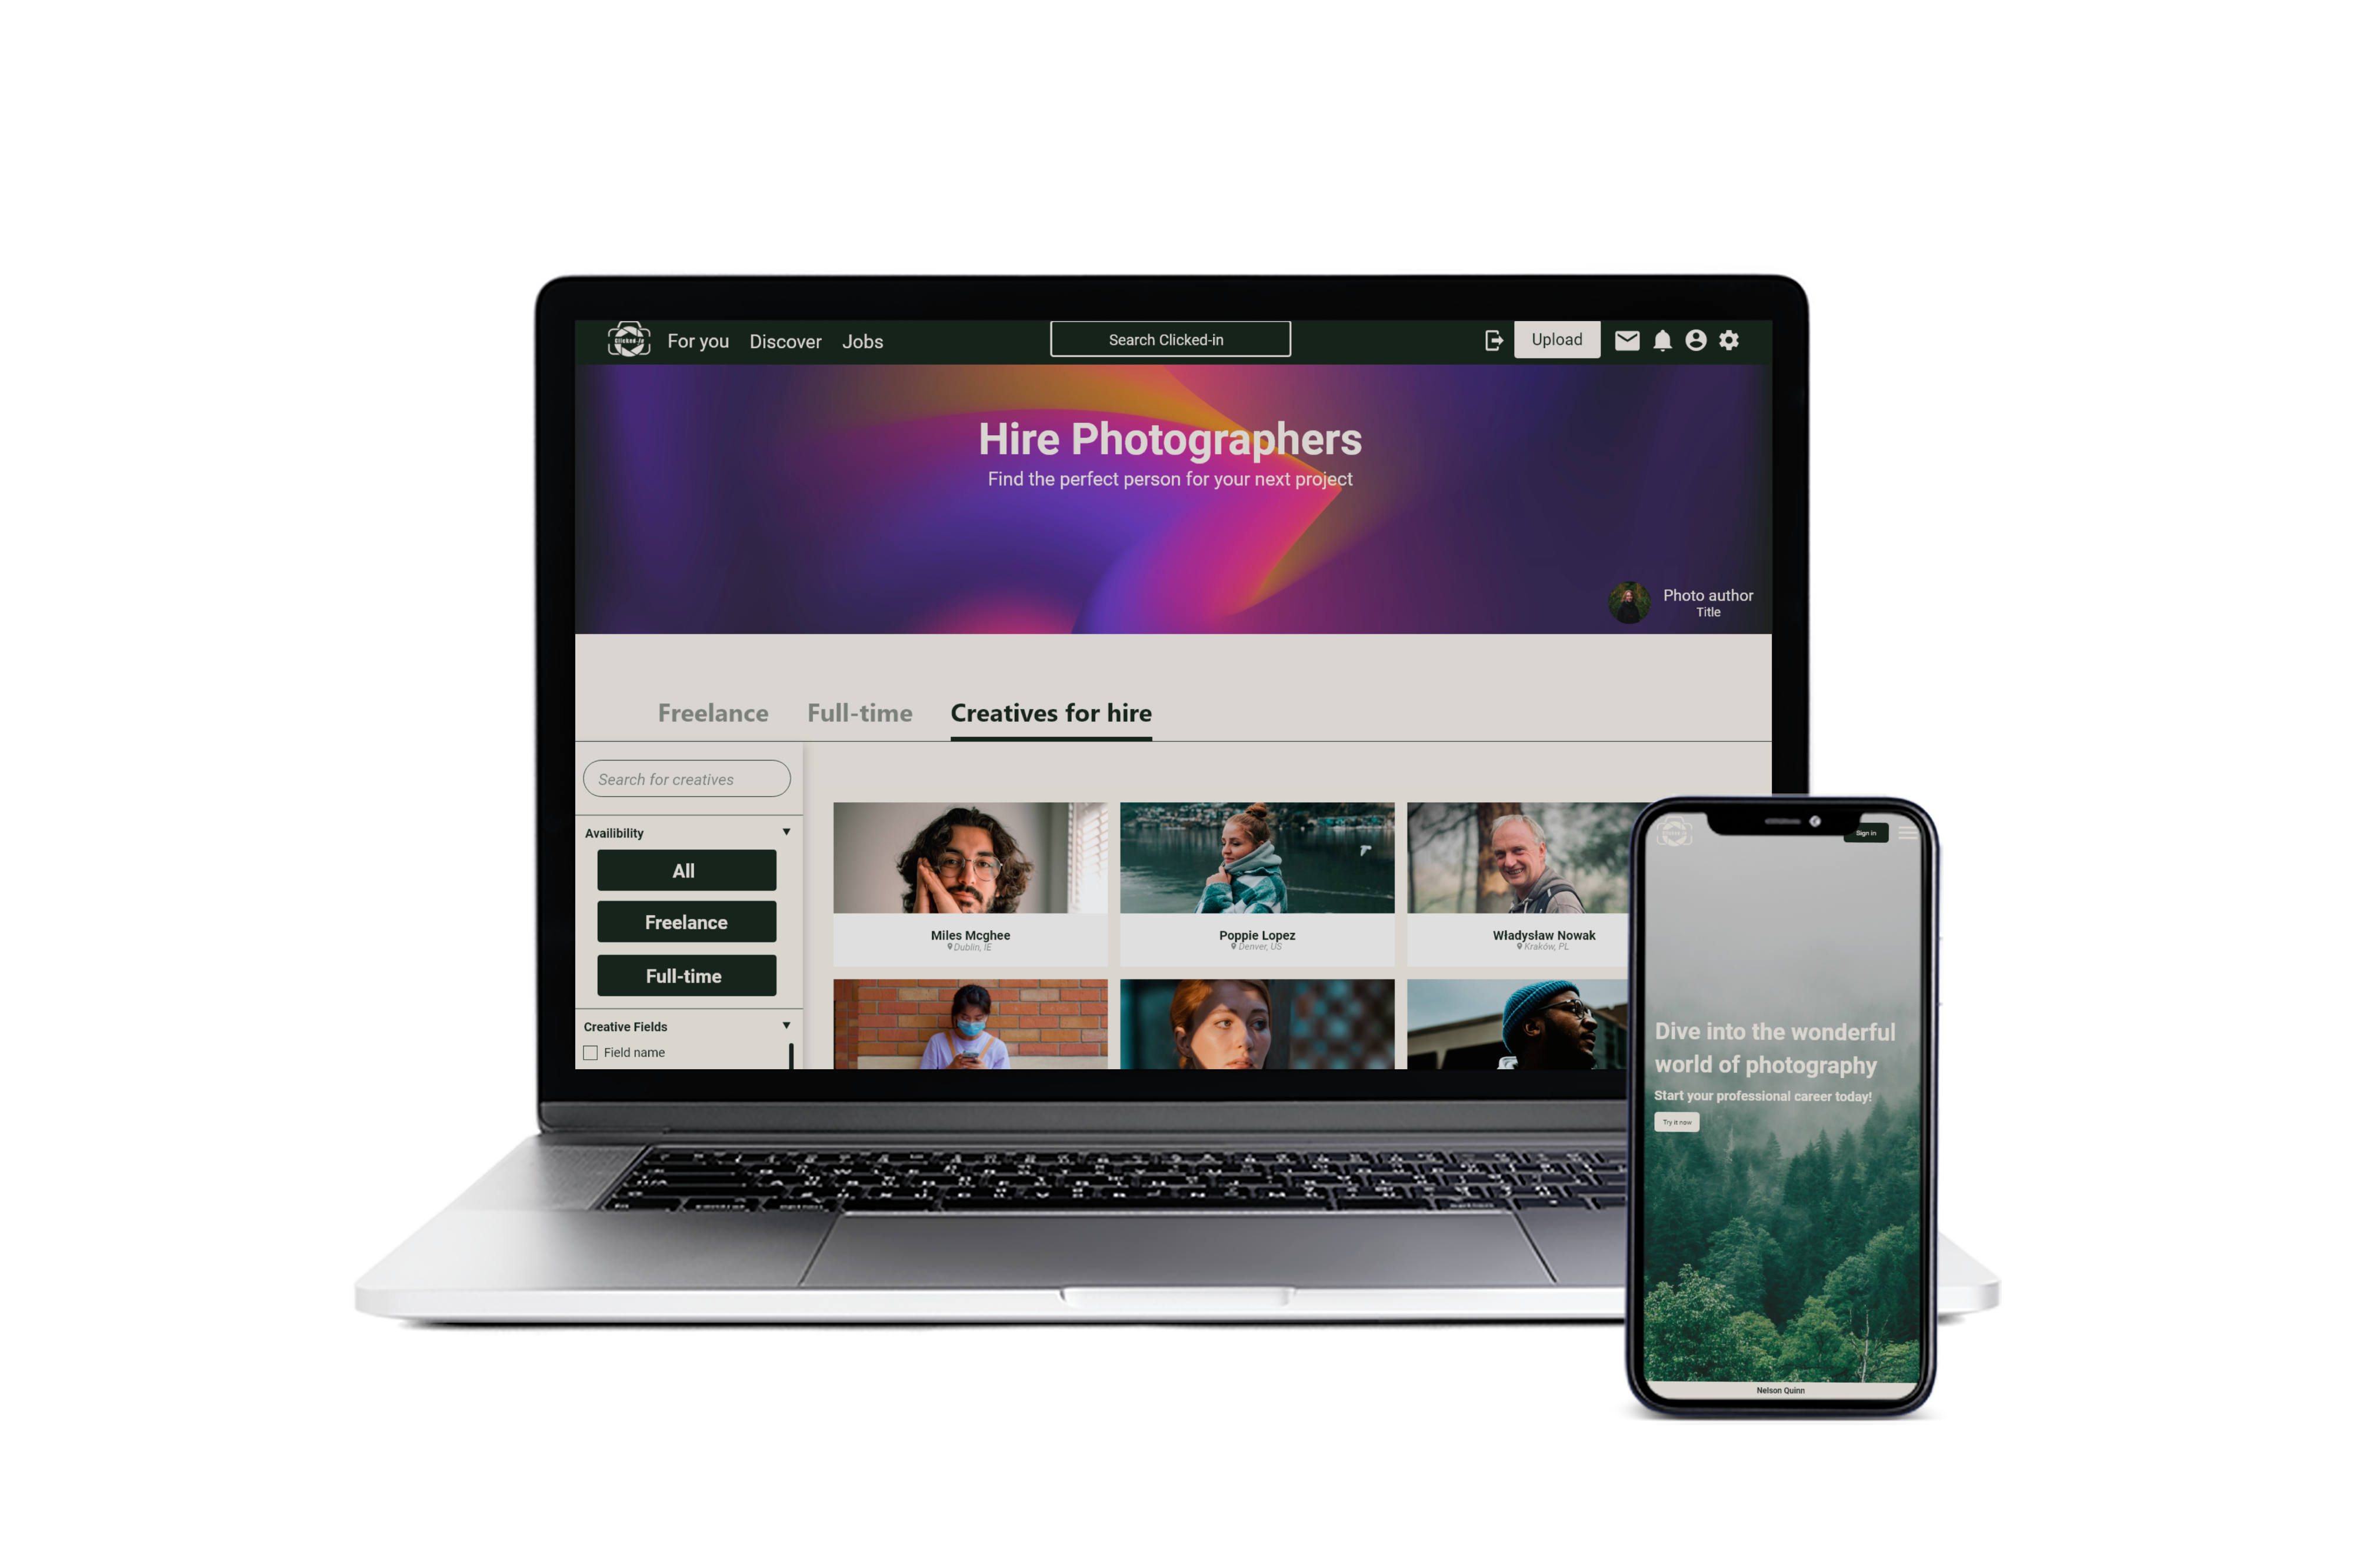 Clicked-in
For you Discover Jobs
Search Clicked-in
Upload
Hire Photographers
Find the perfect person for your next project
Photo author
Title
Freelance Full-time Creatives for hire
Search for creatives
Availibility
All
Freelance
Full-time
Creative Fields
Field name
Miles Mcghee
Dublin, IE
Poppie Lopez
Denver, US
Władysław Nowak
Kraków, PL
Sign in
Dive into the wonderful
world of photography
Start your professional career today!
Try it now
Nelson Quinn